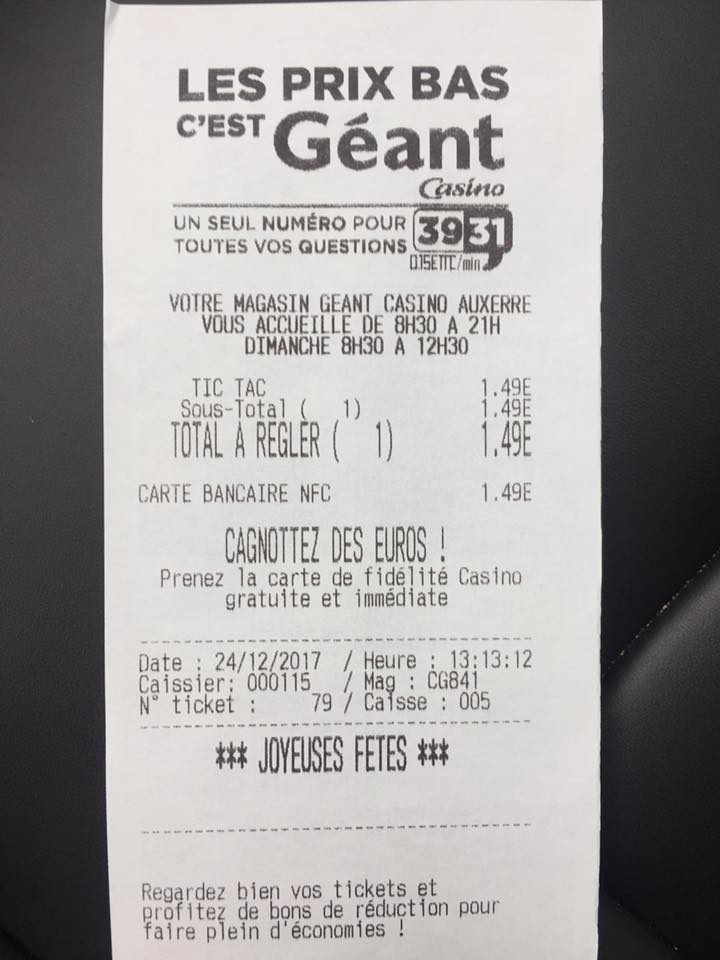 LES PRIX BAS
C'EST Géant
Casino
UN SEUL NUMÉRO POUR
TOUTES VOS QUESTIONS 3931
0.15ETTC/min
VOTRE MAGASIN GEANT CASINO AUXERRE
VOUS ACCUEILLE DE 8H30 A 21H
DIMANCHE 8H30 A 12H30
TIC TAC 1.49E
Sous-Total ( 1) 1.49E
TOTAL A REGLER ( 1) 1.49E
CARTE BANCAIRE NFC 1.49E
CAGNOTTEZ DES EUROS !
Prenez la carte de fidélité Casino
gratuite et immédiate
Date : 24/12/2017 / Heure : 13:13:12
Caissier: 000115 / Mag : CG841
N° ticket : 79 / Caisse : 005
*** JOYEUSES FETES ***
Regardez bien vos tickets et
profitez de bons de réduction pour
faire plein d'économies !